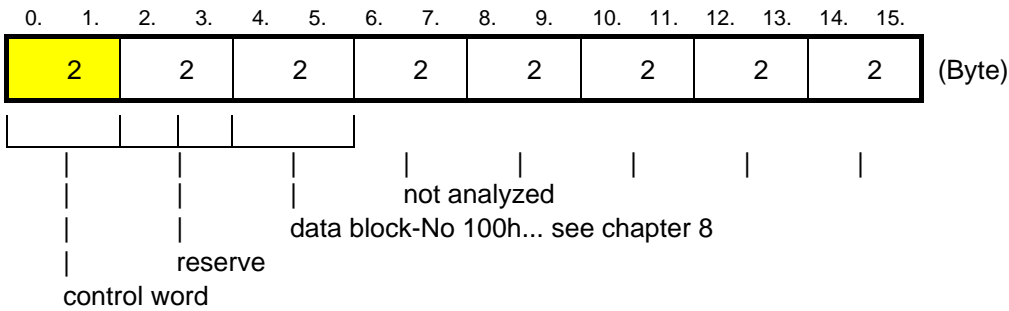 0. 1. 2. 3. 4. 5. 6. 7. 8. 9. 10. 11. 12. 13. 14. 15.
2 2 2 2 2 2 2 2 (Byte)
not analyzed
data block-No 100h... see chapter 8
reserve
control word